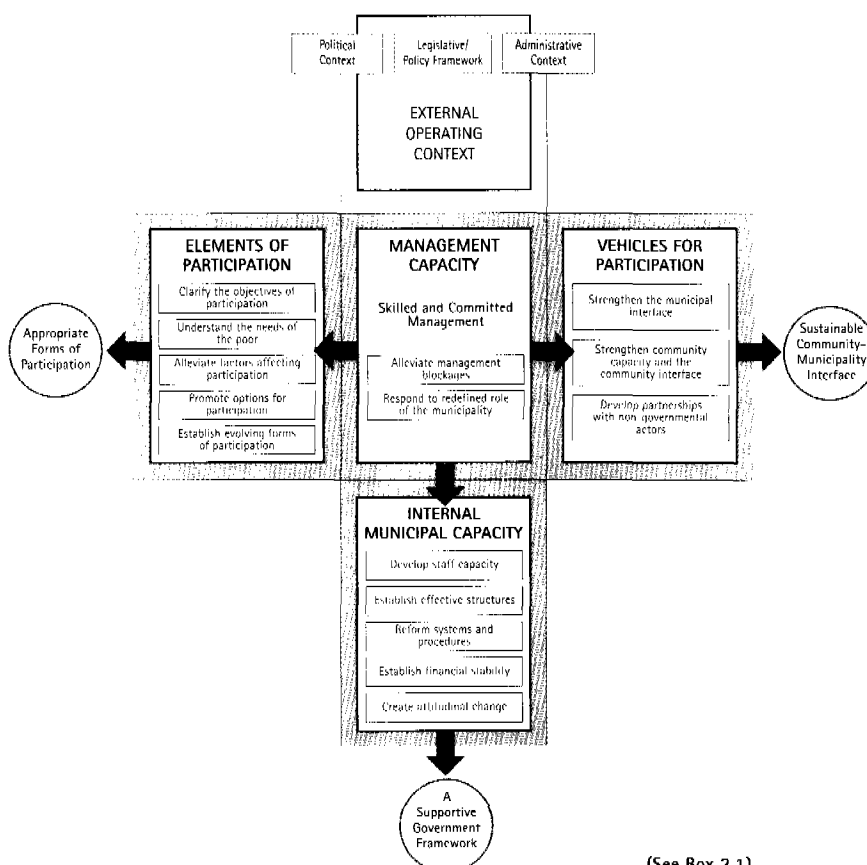 Political
Context
Legislative/
Policy Framework
Administrative
Context
EXTERNAL
OPERATING
CONTEXT
ELEMENTS OF
PARTICIPATION
Clarify the objectives of
participation
Understand the needs of
the poor
Alleviate factors affecting
participation
Promote options for
participation
Establish evolving forms
of participation
Appropriate
Forms of
Participation
MANAGEMENT
CAPACITY
Skilled and Committed
Management
Alleviate management
blockages
Respond to redefined role
of the municipality
VEHICLES FOR
PARTICIPATION
Strengthen the municipal
interface
Strengthen community
capacity and the
community interface
Develop partnerships
with non governmental
actors
Sustainable
Community-
Municipality
Interface
INTERNAL
MUNICIPAL CAPACITY
Develop staff capacity
Establish effective structures
Reform systems and
procedures
Establish financial stability
Create attitudinal change
A
Supportive
Government
Framework
(See Box 2.1)